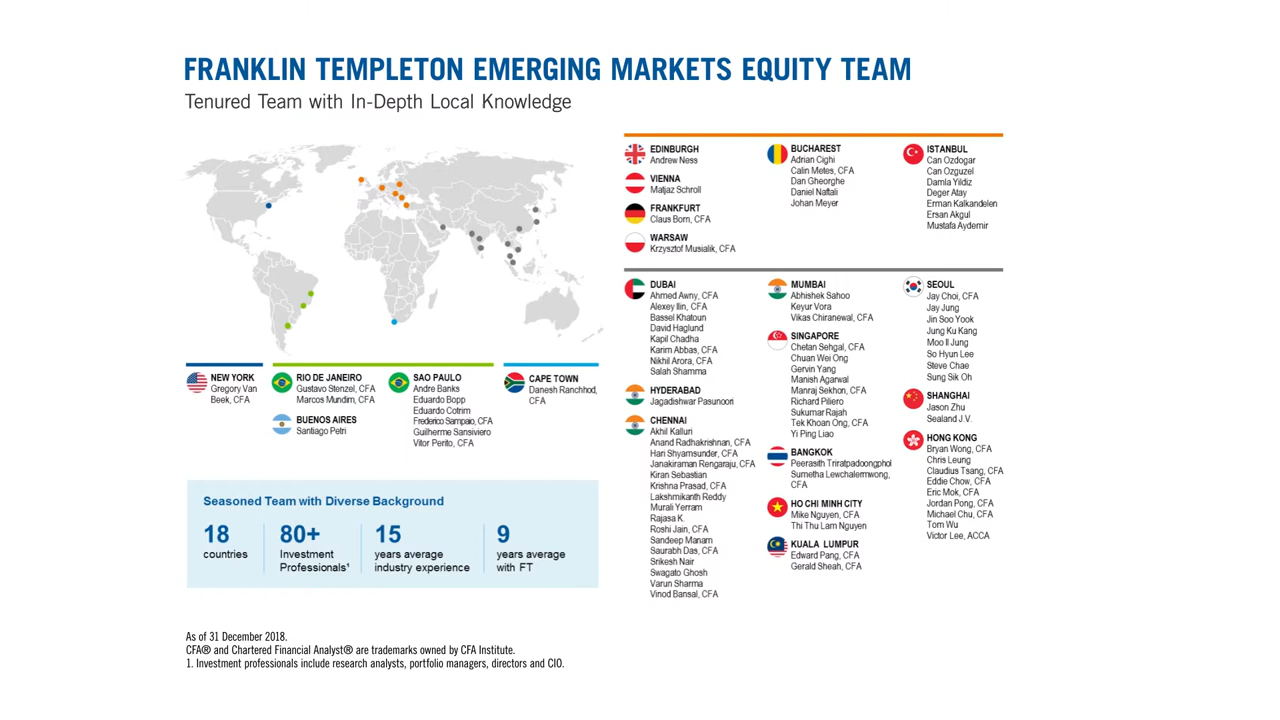 FRANKLIN TEMPLETON EMERGING MARKETS EQUITY TEAM
Tenured Team with In-Depth Local Knowledge
NEW YORK
Gregory Van
Beek, CFA
RIO DE JANEIRO
Gustavo Stenzel, CFA
Marcos Mundim, CFA
BUENOS AIRES
Santiago Petri
SAO PAULO
Andre Banks
Eduardo Bopp
Eduardo Cotrim
Frederico Sampaio, CFA
Guilherme Sansiviero
Vitor Perito, CFA
CAPE TOWN
Danesh Ranchhod,
CFA
Seasoned Team with Diverse Background
18
countries
80+
Investment
Professionals¹
15
years average
industry experience
9
years average
with FT
EDINBURGH
Andrew Ness
VIENNA
Matjaz Schroll
FRANKFURT
Claus Born, CFA
WARSAW
Krzysztof Musialik, CFA
BUCHAREST
Adrian Cighi
Calin Metes, CFA
Dan Gheorghe
Daniel Naftali
Johan Meyer
ISTANBUL
Can Ozdogar
Can Ozguzel
Damla Yildiz
Deger Atay
Erman Kalkandelen
Ersan Akgul
Mustafa Aydemir
DUBAI
Ahmed Awny, CFA
Alexey Ilin, CFA
Bassel Khatoun
David Haglund
Kapil Chadha
Karim Abbas, CFA
Nikhil Arora, CFA
Salah Shamma
HYDERABAD
Jagadishwar Pasunoori
CHENNAI
Akhil Kalluri
Anand Radhakrishnan, CFA
Hari Shyamsunder, CFA
Janakiraman Rengaraju, CFA
Kiran Sebastian
Krishna Prasad, CFA
Lakshmikanth Reddy
Murali Yerram
Rajasa K.
Roshi Jain, CFA
Sandeep Manam
Saurabh Das, CFA
Srikesh Nair
Swagato Ghosh
Varun Sharma
Vinod Bansal, CFA
MUMBAI
Abhishek Sahoo
Keyur Vora
Vikas Chiranewal, CFA
SINGAPORE
Chetan Sehgal, CFA
Chuan Wei Ong
Gervin Yang
Manish Agarwal
Manraj Sekhon, CFA
Richard Piliero
Sukumar Rajah
Tek Khoan Ong, CFA
Yi Ping Liao
BANGKOK
Peerasith Triratpadoongphol
Sumetha Lewchalermwong,
CFA
HO CHI MINH CITY
Mike Nguyen, CFA
Thi Thu Lam Nguyen
KUALA LUMPUR
Edward Pang, CFA
Gerald Sheah, CFA
SEOUL
Jay Choi, CFA
Jay Jung
Jin Soo Yook
Jung Ku Kang
Moo Il Jung
So Hyun Lee
Steve Chae
Sung Sik Oh
SHANGHAI
Jason Zhu
Sealand J.V.
HONG KONG
Bryan Wong, CFA
Chris Leung
Claudius Tsang, CFA
Eddie Chow, CFA
Eric Mok, CFA
Jordan Pong, CFA
Michael Chu, CFA
Tom Wu
Victor Lee, ACCA
As of 31 December 2018.
CFA® and Chartered Financial Analyst® are trademarks owned by CFA Institute.
1. Investment professionals include research analysts, portfolio managers, directors and CIO.